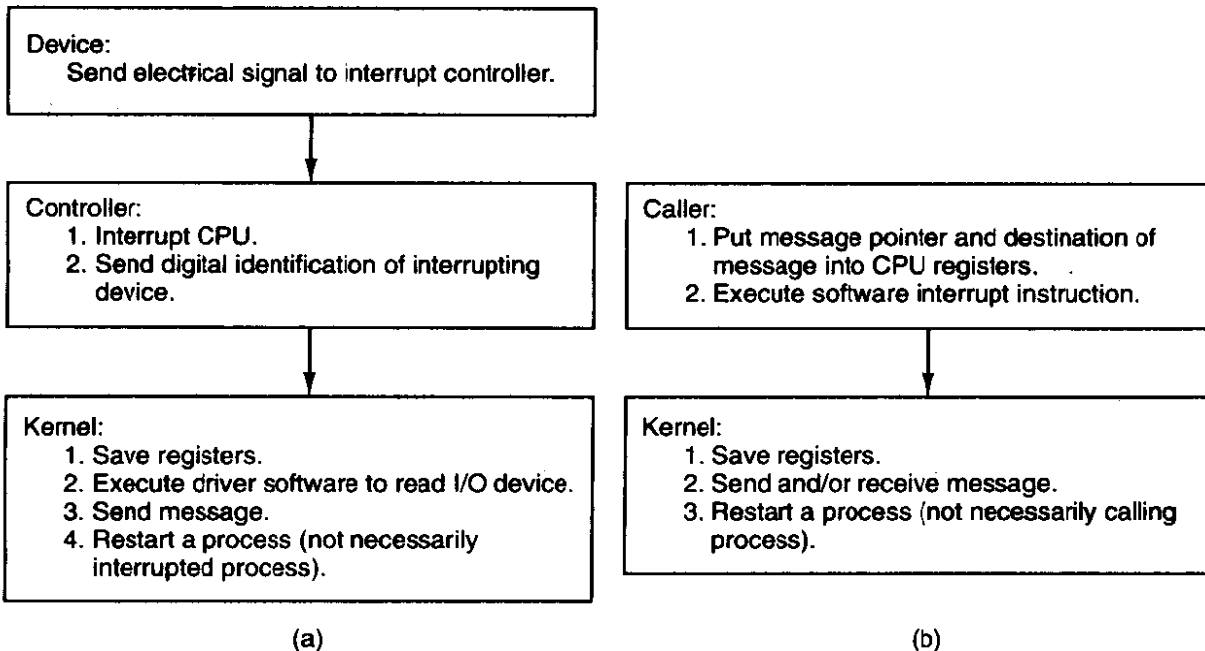 Device:
Send electrical signal to interrupt controller.
Controller:
1. Interrupt CPU.
2. Send digital identification of interrupting
device.
Kernel:
1. Save registers.
2. Execute driver software to read I/O device.
3. Send message.
4. Restart a process (not necessarily
interrupted process).
(a)
Caller:
1. Put message pointer and destination of
message into CPU registers.
2. Execute software interrupt instruction.
Kernel:
1. Save registers.
2. Send and/or receive message.
3. Restart a process (not necessarily calling
process).
(b)